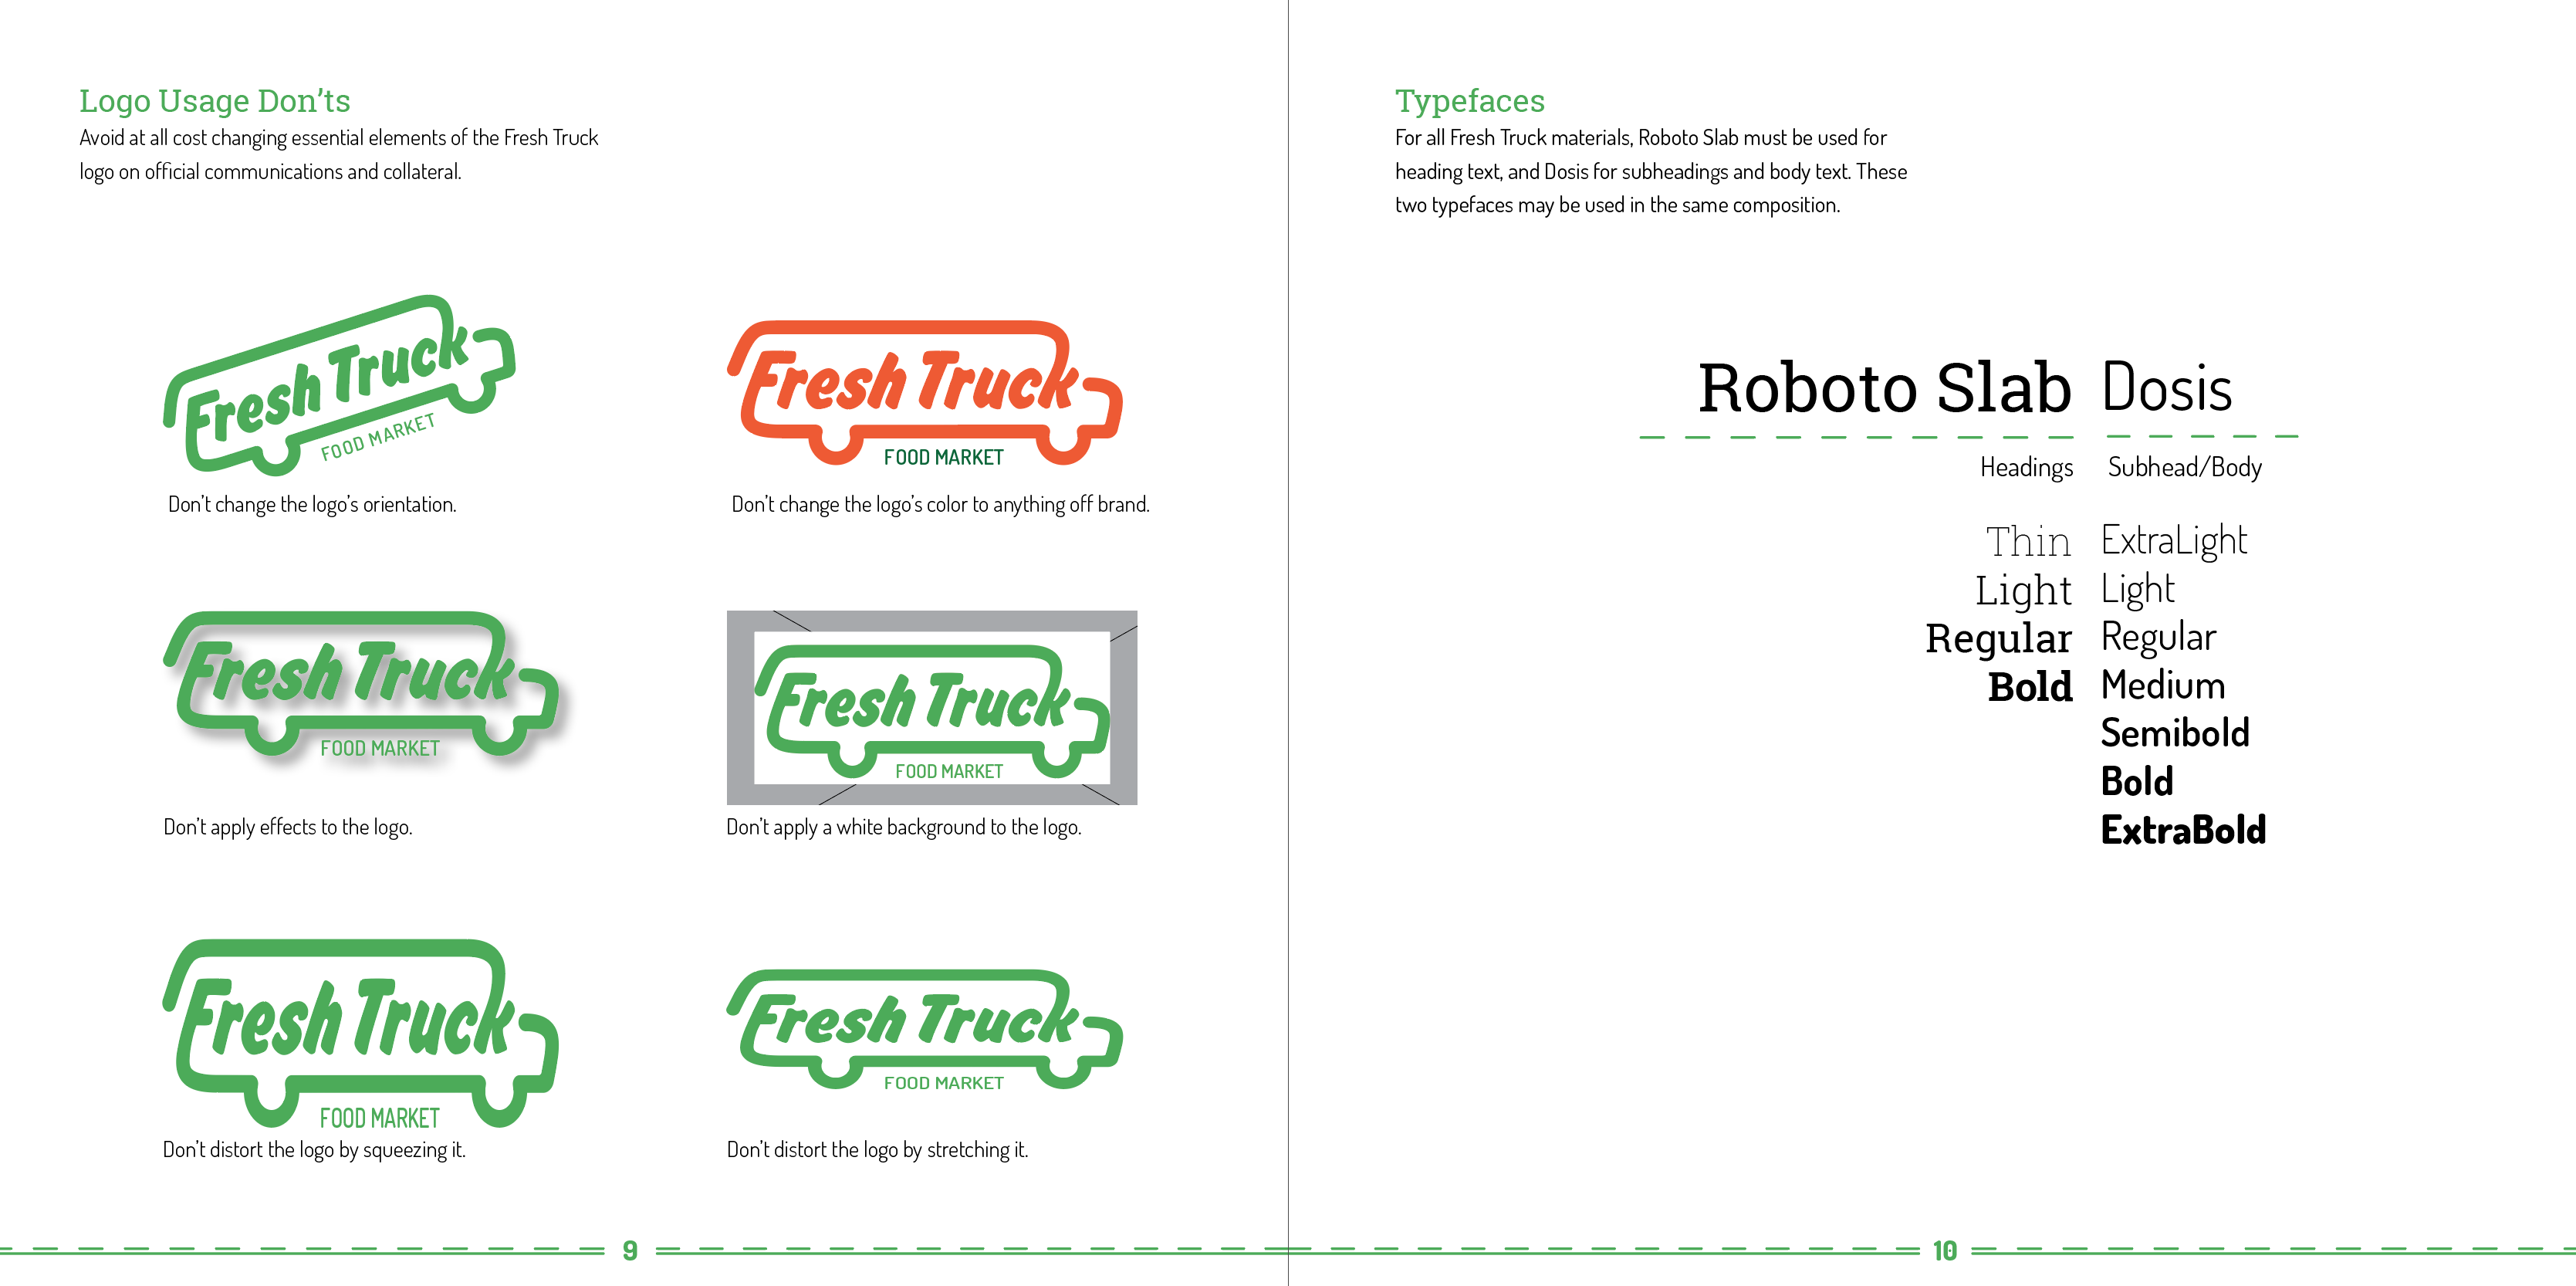 Logo Usage Don’ts
Avoid at all cost changing essential elements of the Fresh Truck
logo on official communications and collateral.
Fresh Truck
FOOD MARKET
Don’t change the logo’s orientation.
Fresh Truck
FOOD MARKET
Don’t change the logo’s color to anything off brand.
Fresh Truck
FOOD MARKET
Don’t apply effects to the logo.
Fresh Truck
FOOD MARKET
Don’t apply a white background to the logo.
Fresh Truck
FOOD MARKET
Don’t distort the logo by squeezing it.
Fresh Truck
FOOD MARKET
Don’t distort the logo by stretching it.
9
Typefaces
For all Fresh Truck materials, Roboto Slab must be used for
heading text, and Dosis for subheadings and body text. These
two typefaces may be used in the same composition.
Roboto Slab
Headings
Thin
Light
Regular
Bold
Dosis
Subhead/Body
ExtraLight
Light
Regular
Medium
Semibold
Bold
ExtraBold
10